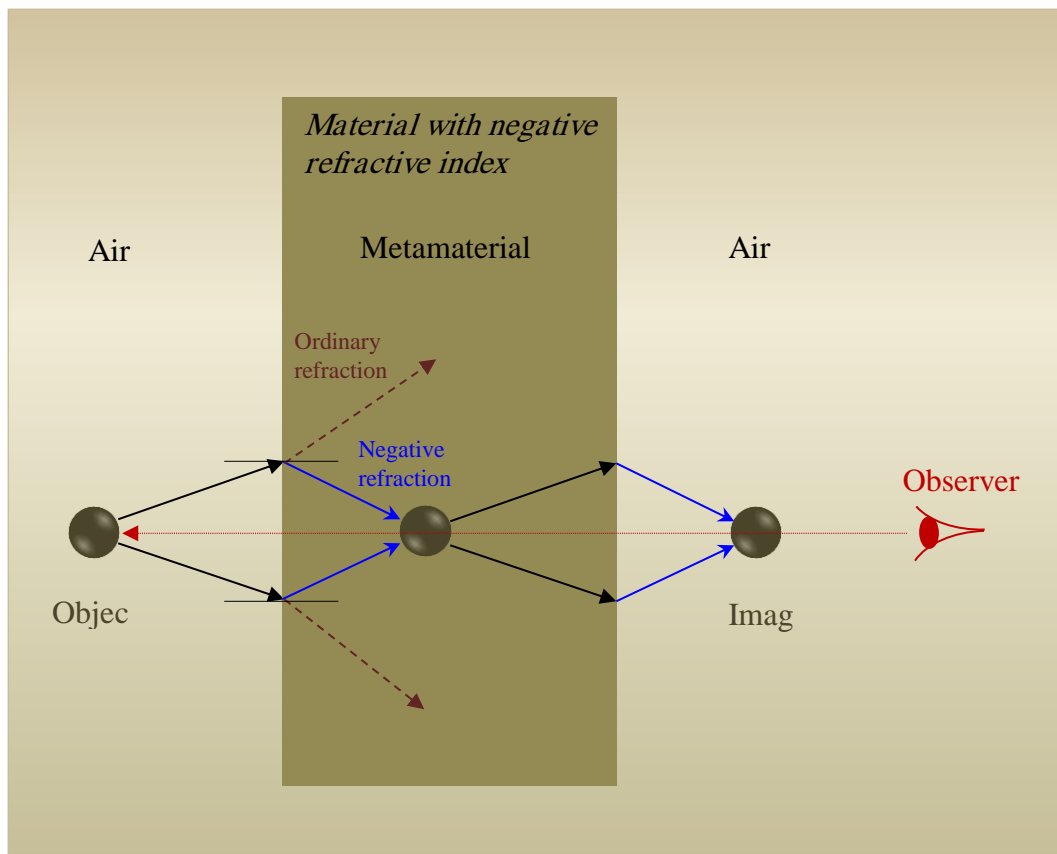 Material with negative
refractive index
Air
Metamaterial
Air
Ordinary
refraction
Negative
refraction
Observer
Objec
Imag